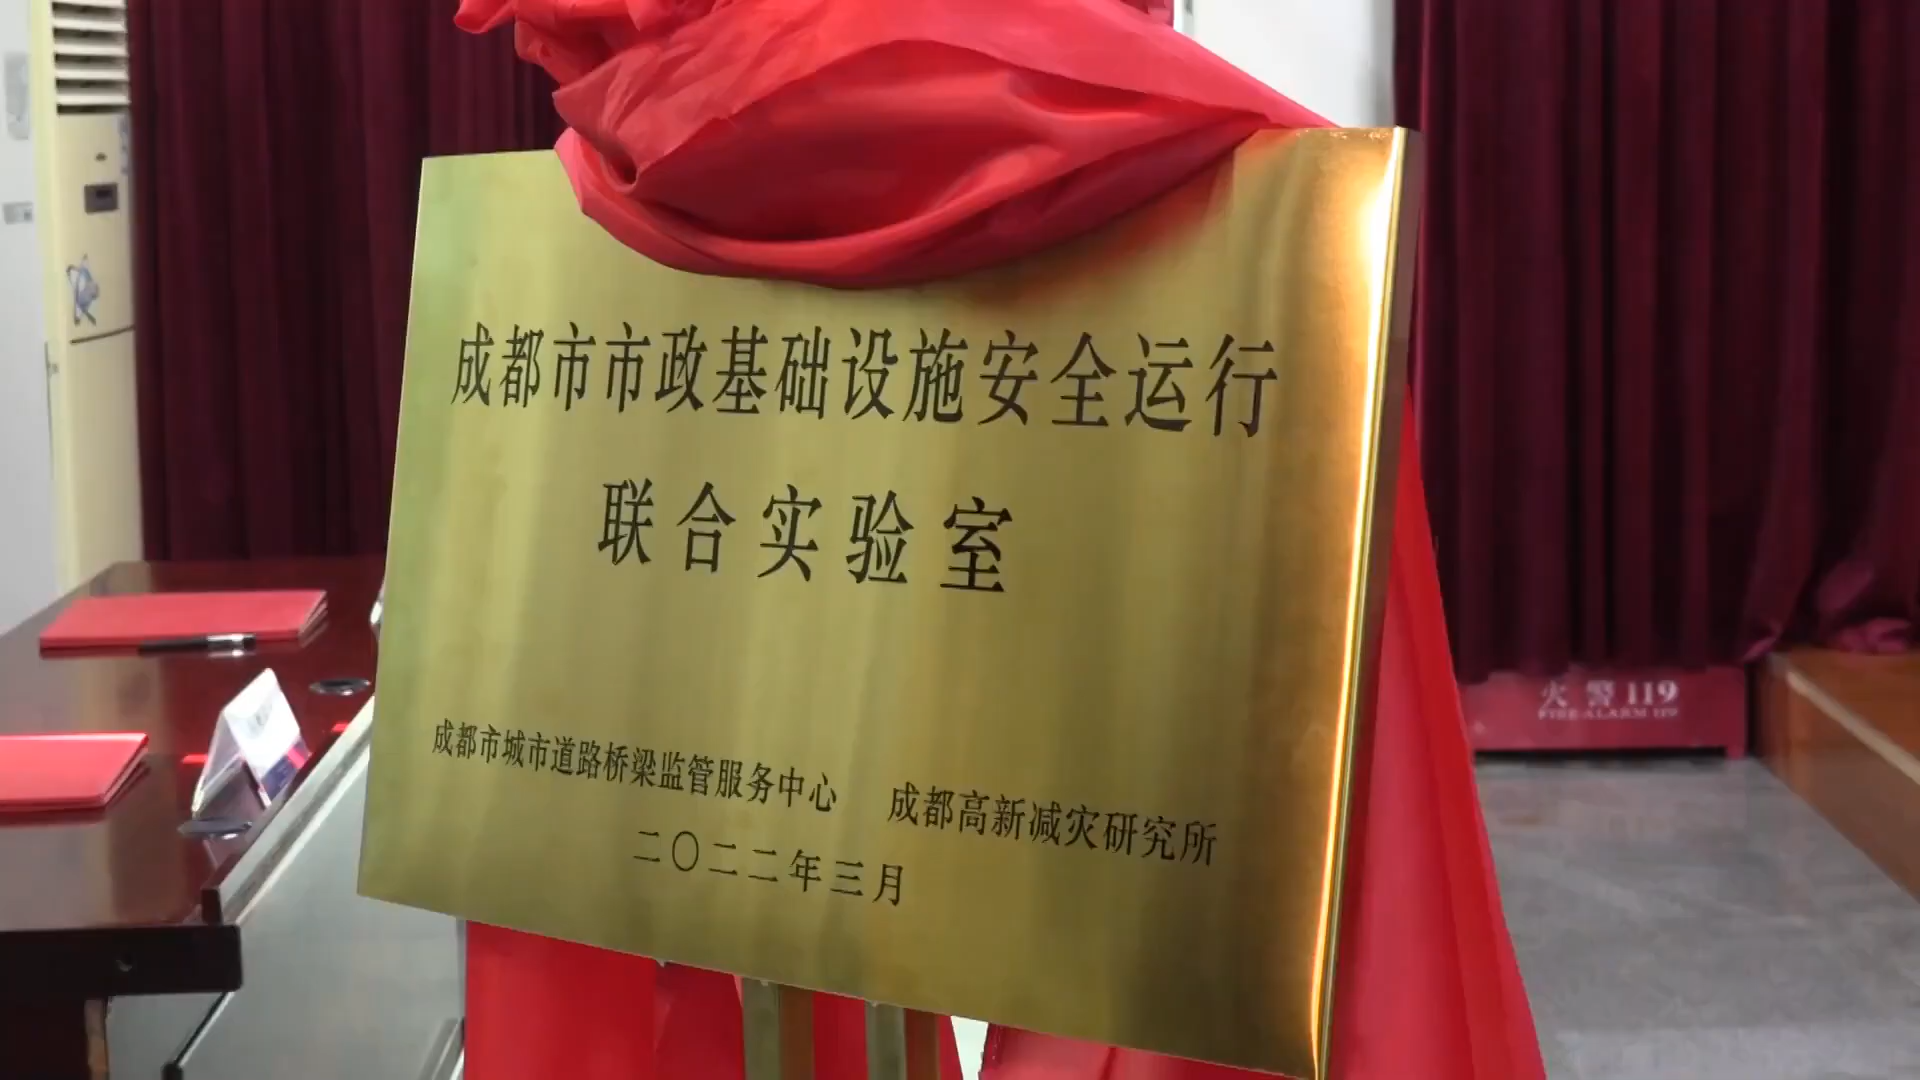 成都市市政基础设施安全运行
联合实验室
成都市城市道路桥梁监管服务中心 成都高新减灾研究所
二〇二二年三月
火警119
FIRE ALARM 119